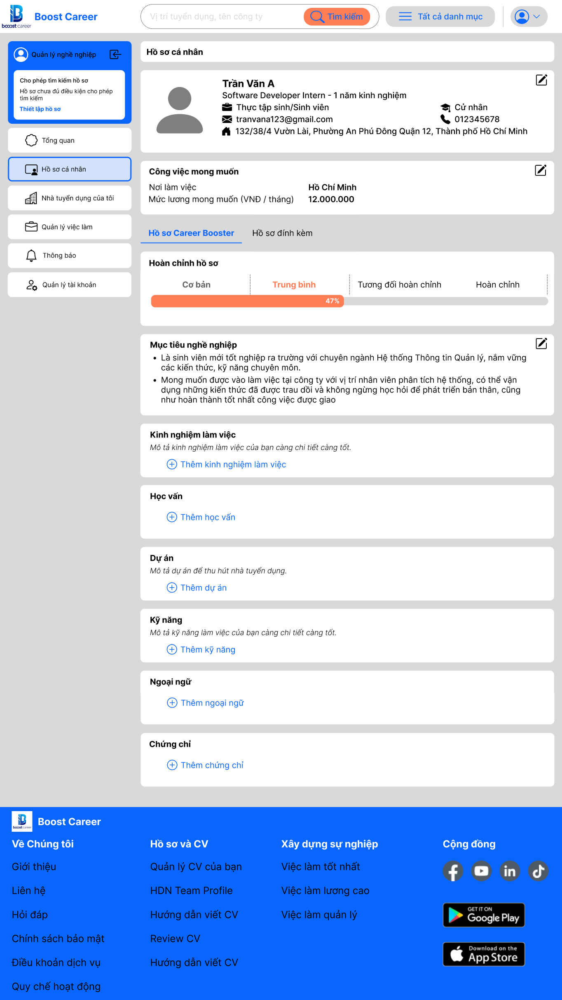 booost career
Boost Career
Vị trí tuyển dụng, tên công ty
Tìm kiếm
Tất cả danh mục
Quản lý nghề nghiệp
Cho phép tìm kiếm hồ sơ
Hồ sơ chưa đủ điều kiện cho phép
tìm kiếm
Thiết lập hồ sơ
Tổng quan
Hồ sơ cá nhân
Nhà tuyển dụng của tôi
Quản lý việc làm
Thông báo
Quản lý tài khoản
Hồ sơ cá nhân
Trần Văn A
Software Developer Intern - 1 năm kinh nghiệm
Thực tập sinh/Sinh viên
Cử nhân
tranvana123@gmail.com
012345678
132/38/4 Vườn Lài, Phường An Phú Đông Quận 12, Thành phố Hồ Chí Minh
Công việc mong muốn
Nơi làm việc
Hồ Chí Minh
Mức lương mong muốn (VNĐ / tháng)
12.000.000
Hồ sơ Career Booster
Hồ sơ đính kèm
Hoàn chỉnh hồ sơ
Cơ bản
Trung bình
Tương đối hoàn chỉnh
Hoàn chỉnh
47%
Mục tiêu nghề nghiệp
• Là sinh viên mới tốt nghiệp ra trường với chuyên ngành Hệ thống Thông tin Quản lý, nắm vững
các kiến thức, kỹ năng chuyên môn.
• Mong muốn được vào làm việc tại công ty với vị trí nhân viên phân tích hệ thống, có thể vận
dụng những kiến thức đã được trau dồi và không ngừng học hỏi để phát triển bản thân, cũng
như hoàn thành tốt nhất công việc được giao
Kinh nghiệm làm việc
Mô tả kinh nghiệm làm việc của bạn càng chi tiết càng tốt.
Thêm kinh nghiệm làm việc
Học vấn
Thêm học vấn
Dự án
Mô tả dự án để thu hút nhà tuyển dụng.
Thêm dự án
Kỹ năng
Mô tả kỹ năng làm việc của bạn càng chi tiết càng tốt.
Thêm kỹ năng
Ngoại ngữ
Thêm ngoại ngữ
Chứng chỉ
Thêm chứng chỉ
booost career
Boost Career
Về Chúng tôi
Giới thiệu
Liên hệ
Hỏi đáp
Chính sách bảo mật
Điều khoản dịch vụ
Quy chế hoạt động
Hồ sơ và CV
Quản lý CV của bạn
HDN Team Profile
Hướng dẫn viết CV
Review CV
Hướng dẫn viết CV
Xây dựng sự nghiệp
Việc làm tốt nhất
Việc làm lương cao
Việc làm quản lý
Cộng đồng
GET IT ON
Google Play
Download on the
App Store